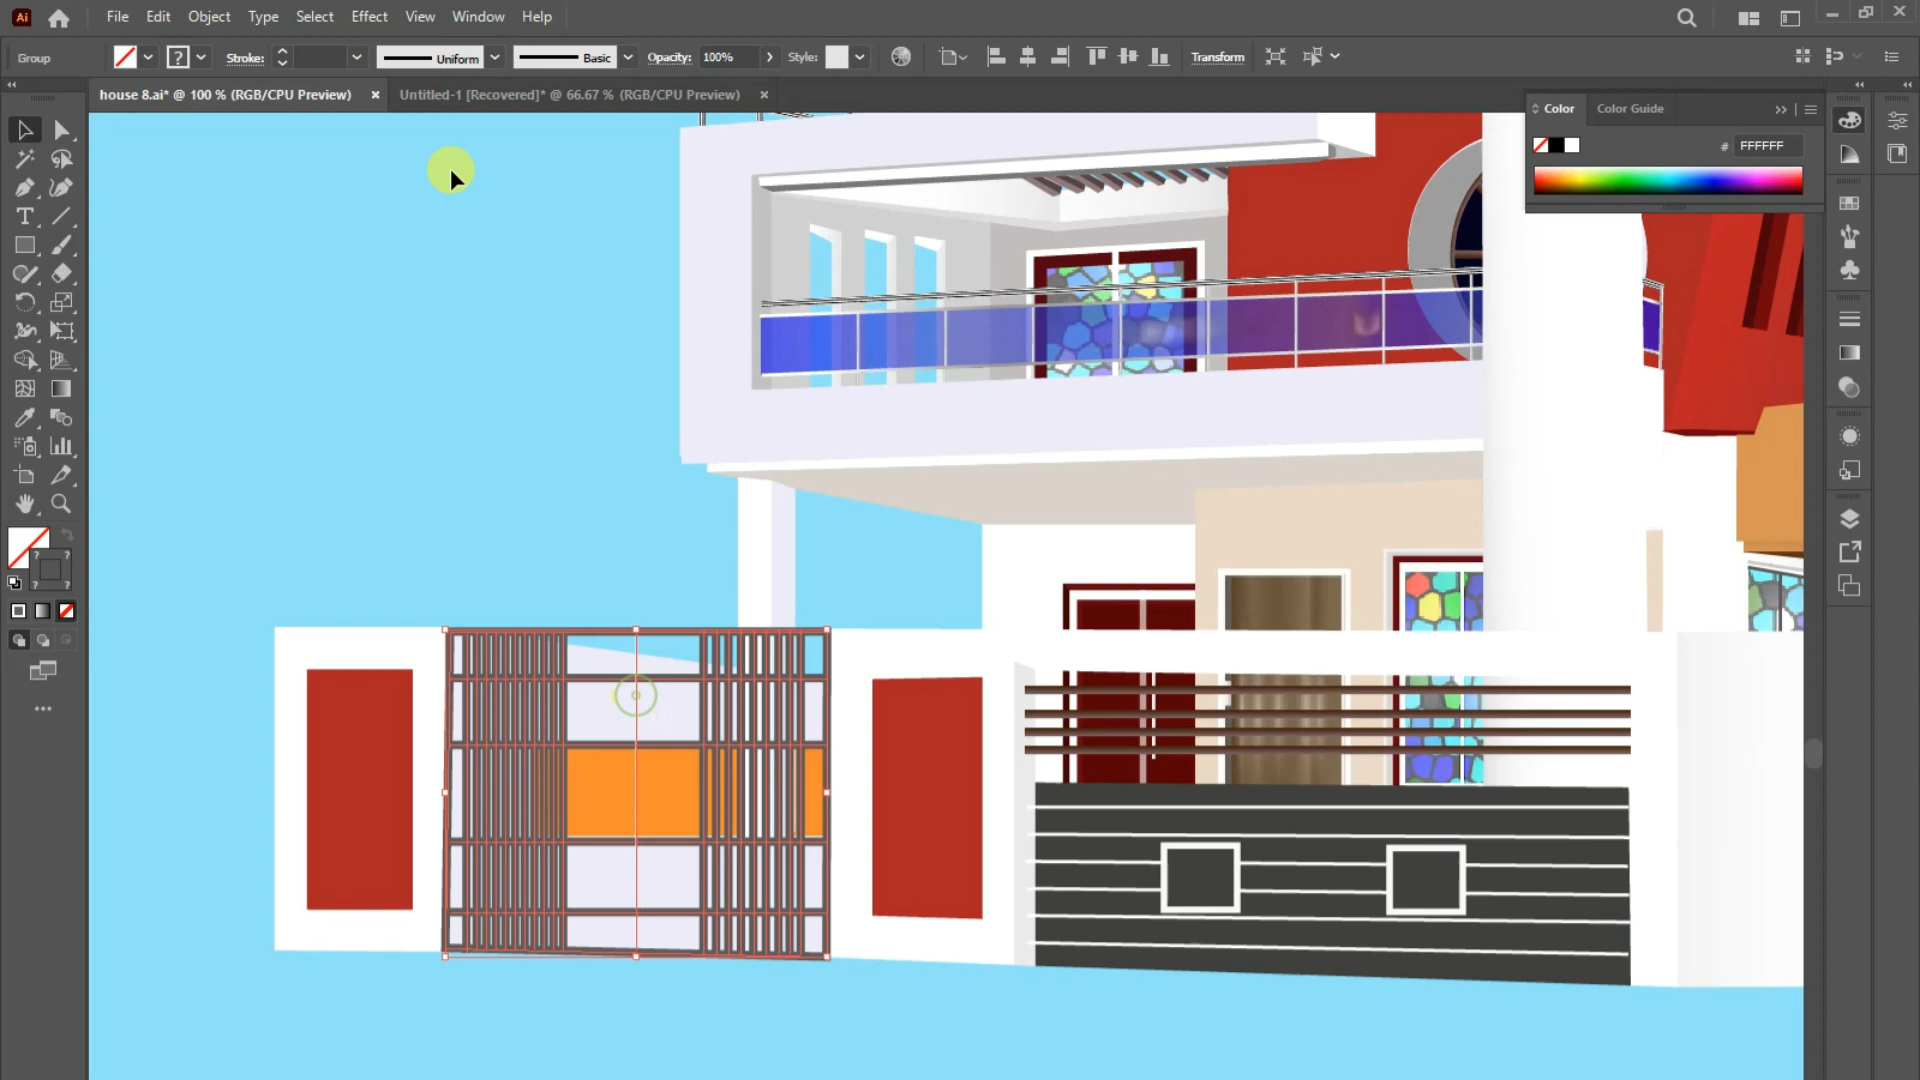 Ai File Edit Object Type Select Effect View Window Help
Group ? Stroke: Uniform Basic Opacity: 100% Style: Transform
house 8.ai* @ 100 % (RGB/CPU Preview) Untitled-1 [Recovered]* @ 66.67 % (RGB/CPU Preview)
Color Color Guide
# FFFFFF
? ?
? ?